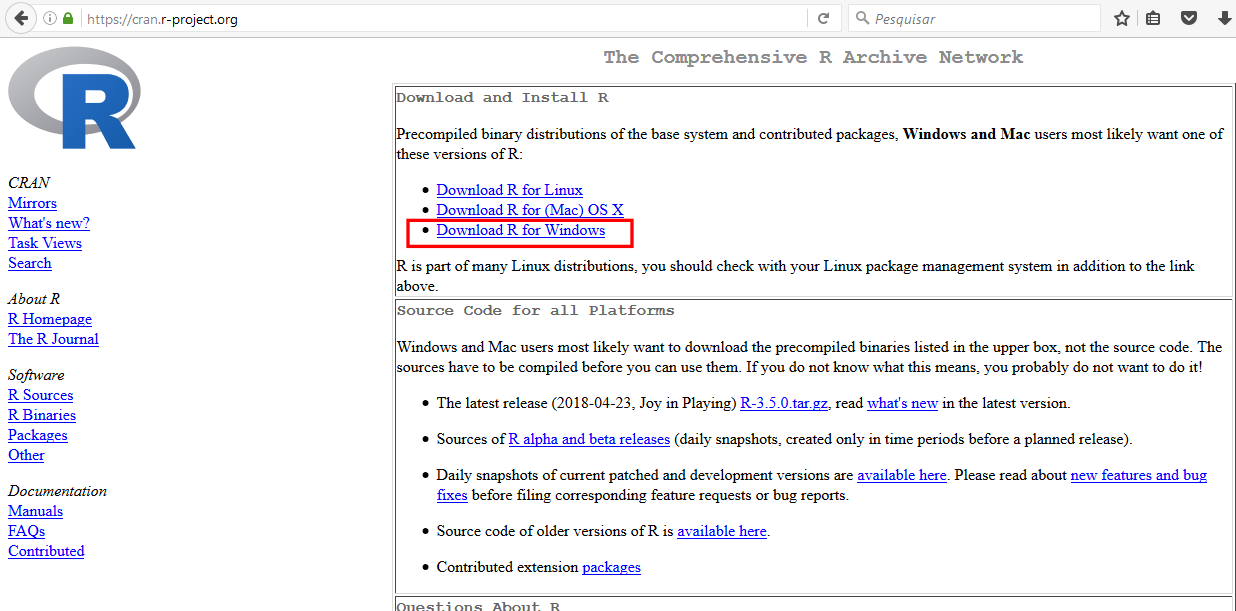 https://cran.r-project.org
Pesquisar
R
The Comprehensive R Archive Network
CRAN
Mirrors
What's new?
Task Views
Search
About R
R Homepage
The R Journal
Software
R Sources
R Binaries
Packages
Other
Documentation
Manuals
FAQs
Contributed
Download and Install R
Precompiled binary distributions of the base system and contributed packages, Windows and Mac users most likely want one of
these versions of R:
• Download R for Linux
• Download R for (Mac) OS X
• Download R for Windows
R is part of many Linux distributions, you should check with your Linux package management system in addition to the link
above.
Source Code for all Platforms
Windows and Mac users most likely want to download the precompiled binaries listed in the upper box, not the source code. The
sources have to be compiled before you can use them. If you do not know what this means, you probably do not want to do it!
• The latest release (2018-04-23, Joy in Playing) R-3.5.0.tar.gz, read what's new in the latest version.
• Sources of R alpha and beta releases (daily snapshots, created only in time periods before a planned release).
• Daily snapshots of current patched and development versions are available here. Please read about new features and bug
fixes before filing corresponding feature requests or bug reports.
• Source code of older versions of R is available here.
• Contributed extension packages
Questions About R